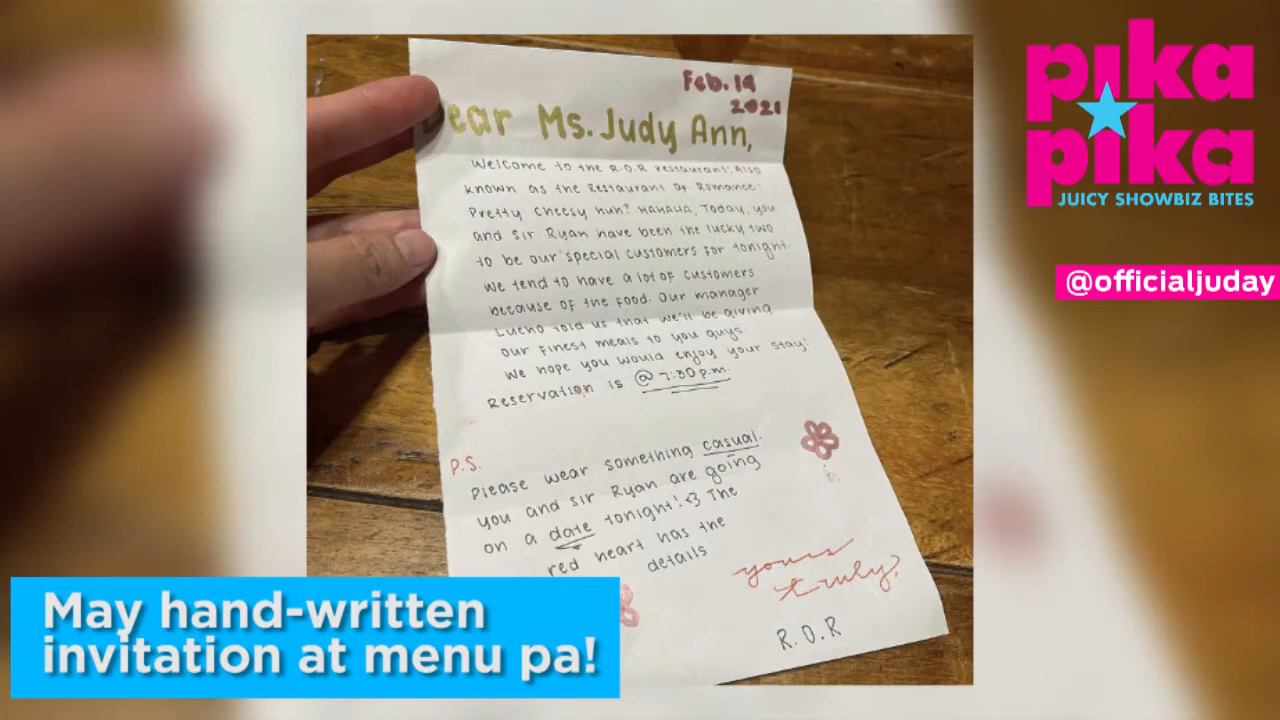 Feb. 14
2021
Dear Ms. Judy Ann,
Welcome to the R.O.R restaurant! Also
known as the Restaurant Of Romance!
Pretty cheesy huh? HAHAHA, Today, you
and Sir Ryan have been the lucky two
to be our special customers for tonight.
We tend to have a lot of customers
because of the food. Our manager
Lucho told us that we'll be giving
our finest meals to you guys.
We hope you would enjoy your stay!
Reservation is @ 7:30 p.m.
P.S.
Please wear something casual.
You and Sir Ryan are going
on a date tonight! <3 The
red heart has the
details
yours
truly,
R.O.R
pika
pika
JUICY SHOWBIZ BITES
@officialjuday
May hand-written
invitation at menu pa!